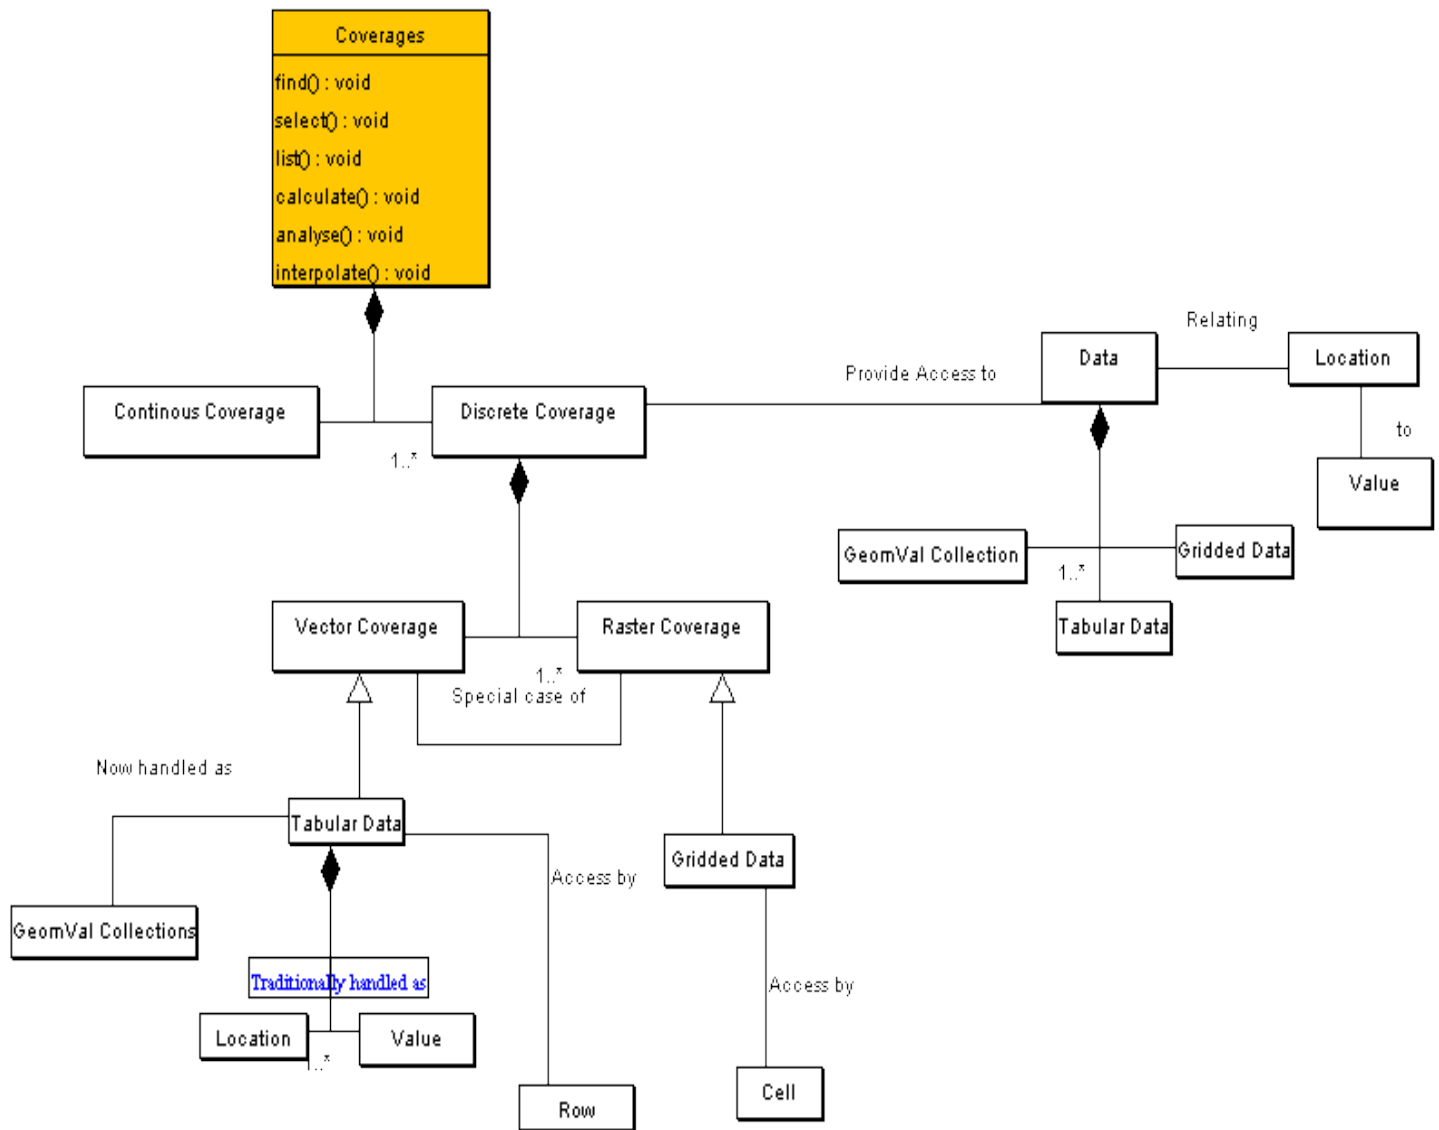 Coverages
find() : void
select() : void
list() : void
calculate() : void
analyse() : void
interpolate() : void
Relating
Data
Location
Provide Access to
Continous Coverage
Discrete Coverage
to
1..*
Value
GeomVal Collection
Gridded Data
1..*
Tabular Data
Vector Coverage
Raster Coverage
1..*
Special case of
Now handled as
Tabular Data
Gridded Data
Access by
GeomVal Collections
Traditionally handled as
Access by
Location
Value
1..*
Cell
Row